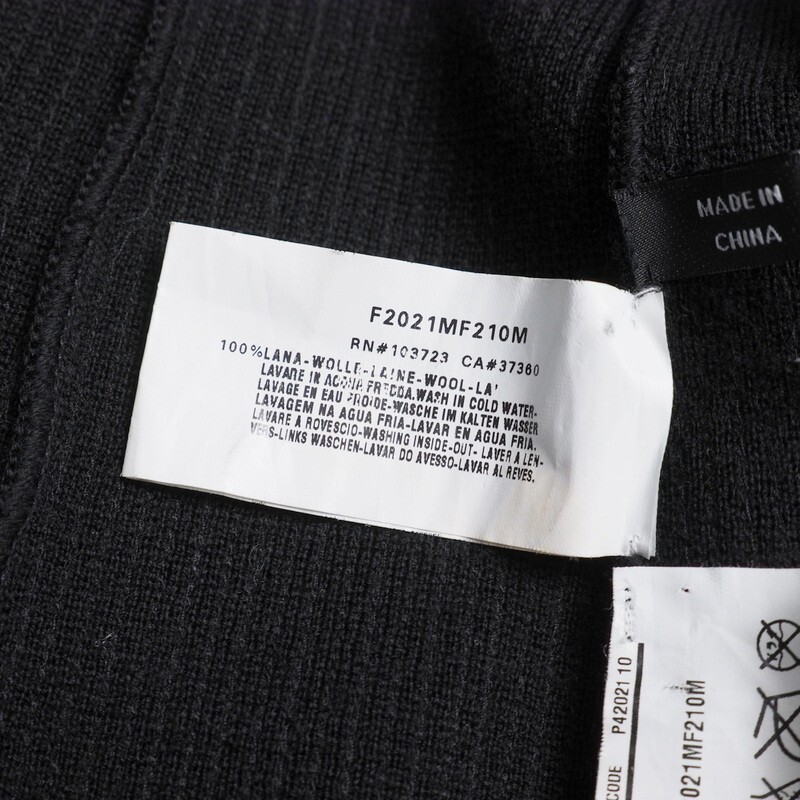 MADE IN
CHINA
F2021MF210M
RN#103723 CA#37360
100%LANA-WOLLE-LAINE-WOOL-LA'
LAVARE IN ACQUA FREDDA.WASH IN COLD WATER-
LAVAGE EN EAU FROIDE-WASCHE IM KALTEN WASSER
LAVAGEM NA AGUA FRIA-LAVAR EN AGUA FRIA.
LAVARE A ROVESCIO-WASHING INSIDE-OUT- LAVER A LEN-
VERS-LINKS WASCHEN-LAVAR DO AVESSO-LAVAR AL REVES.
CODE P4202110
021MF210M